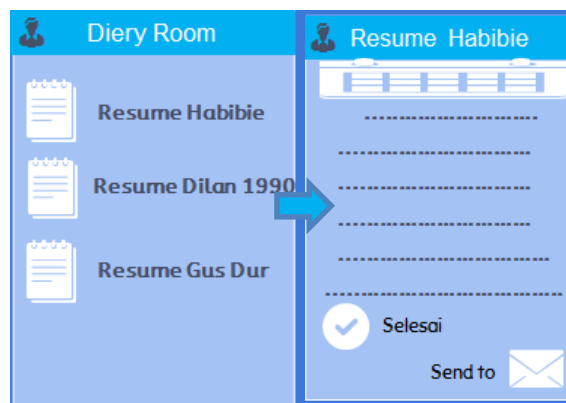 Diery Room
Resume Habibie
Resume Dilan 1990
Resume Gus Dur
Resume Habibie
Selesai
Send to